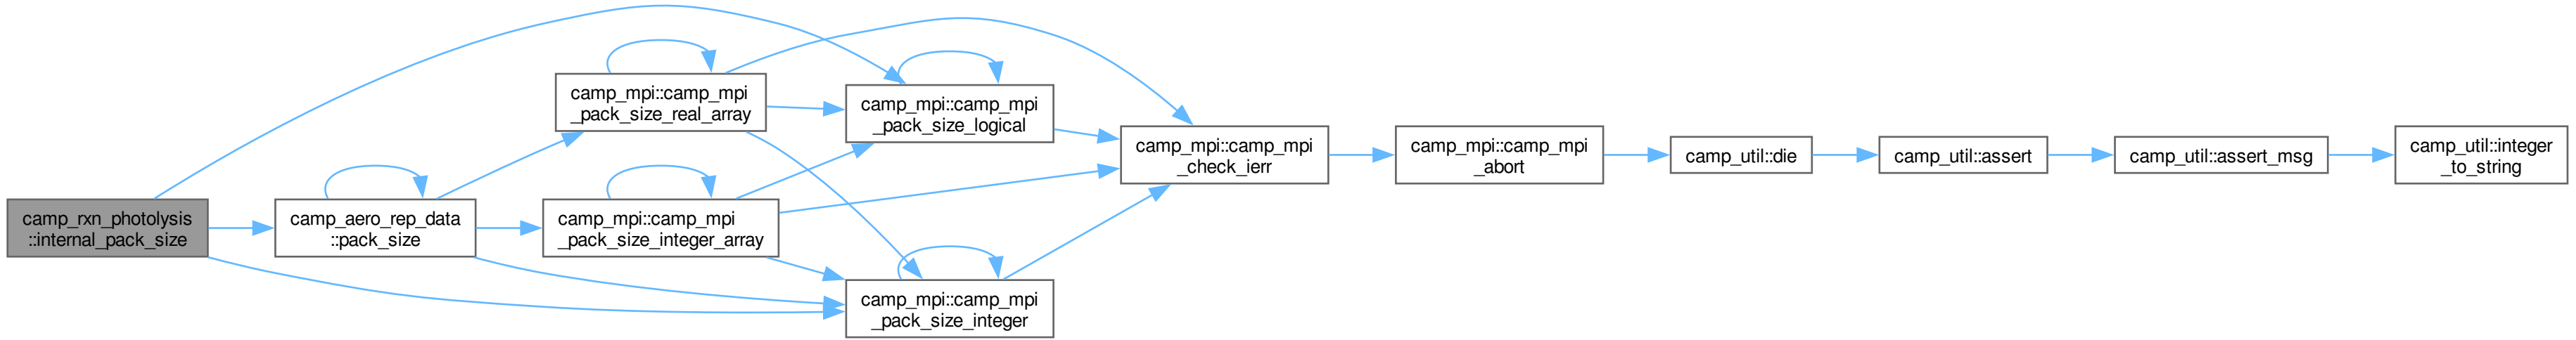 camp_rxn_photolysis
::internal_pack_size
camp_aero_rep_data
::pack_size
camp_mpi::camp_mpi
_pack_size_real_array
camp_mpi::camp_mpi
_pack_size_integer_array
camp_mpi::camp_mpi
_pack_size_logical
camp_mpi::camp_mpi
_pack_size_integer
camp_mpi::camp_mpi
_check_ierr
camp_mpi::camp_mpi
_abort
camp_util::die
camp_util::assert
camp_util::assert_msg
camp_util::integer
_to_string